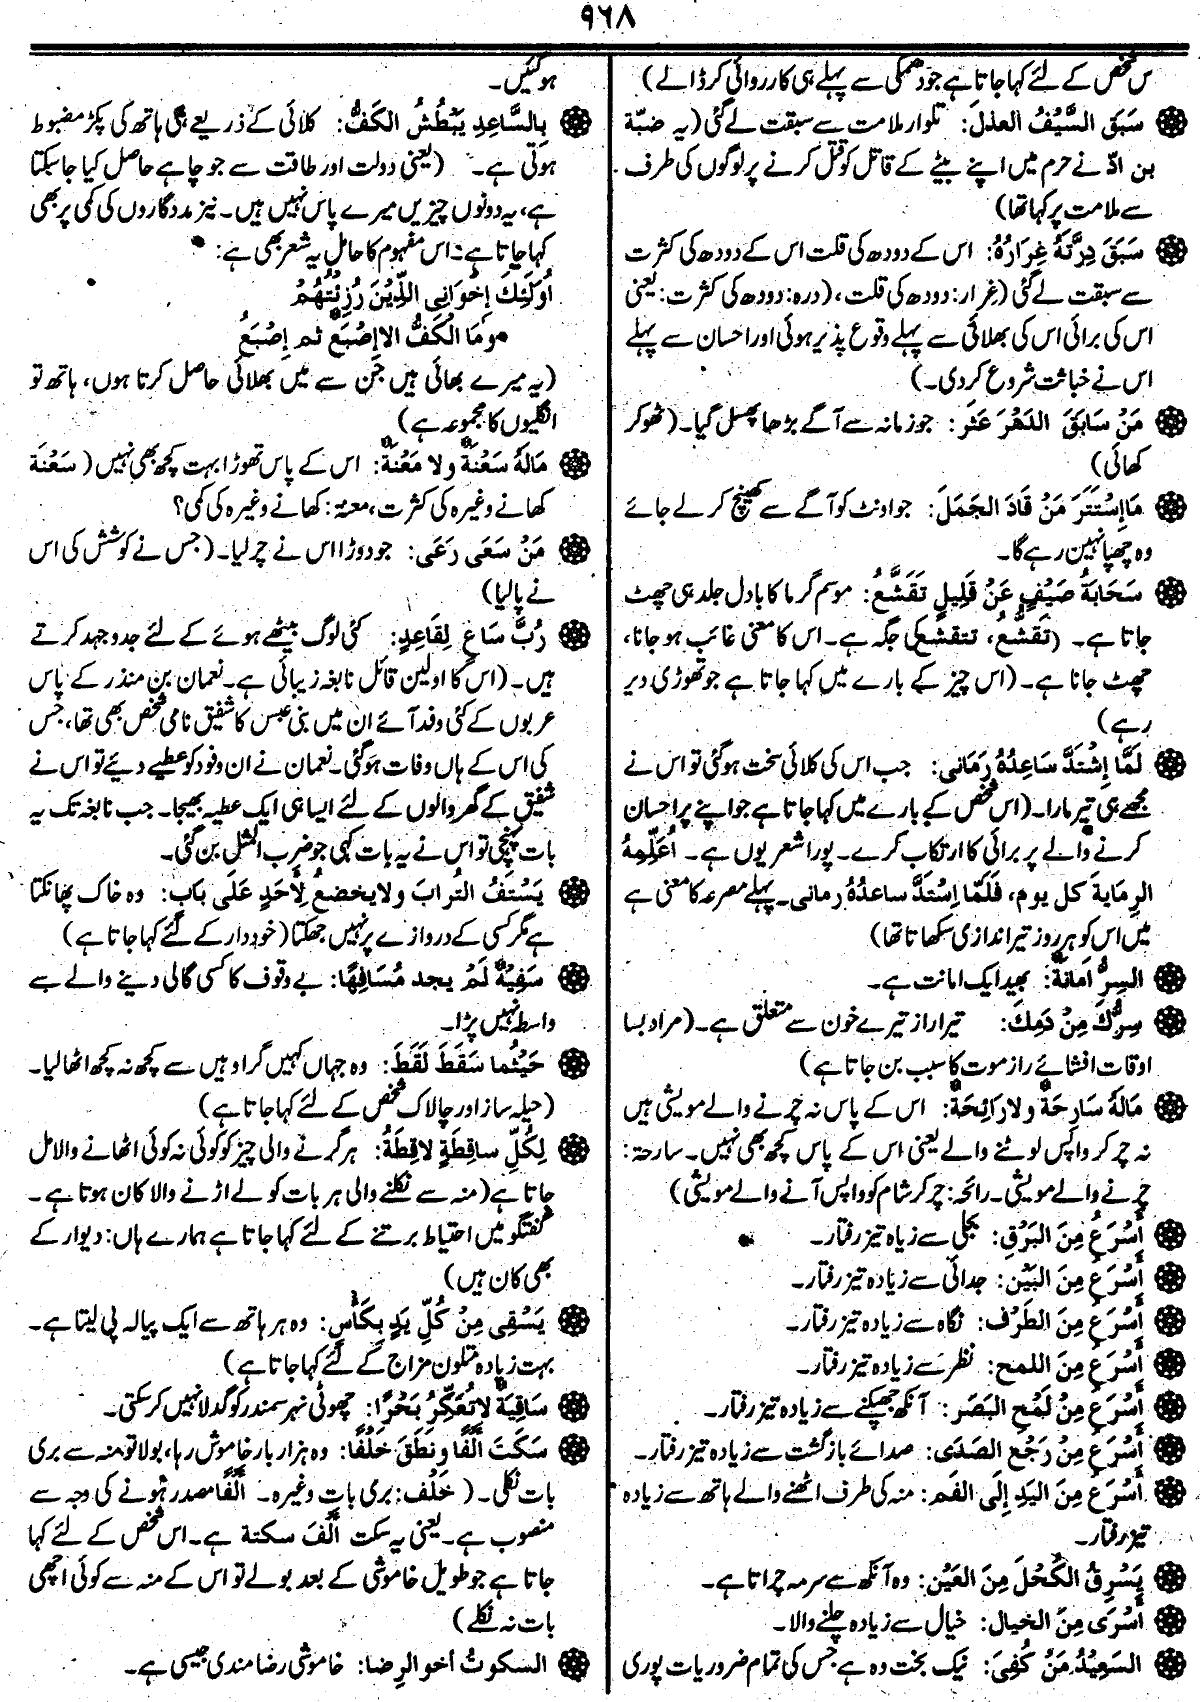 ۹۶۸
س شخص کے لئے کہا جاتا ہے جو دھمکی سے پہلے ہی کارروائی کر ڈالے)
سَبَقَ السَّيْفُ العذلَ: تلوار ملامت سے سبقت لے گئی (یہ ضبّة
بن ادّ نے حرم میں اپنے بیٹے کے قاتل کو قتل کرنے پر لوگوں کی طرف
سے ملامت پر کہا تھا)
سَبَقَ دِرَّتَهٗ غِرَارُهٗ: اس کے دودھ کی قلت اس کے دودھ کی کثرت
سے سبقت لے گئی (غِرار: دودھ کی قلت، (درہ: دودھ کی کثرت: یعنی
اس کی برائی اس کی بھلائی سے پہلے وقوع پذیر ہوئی اور احسان سے پہلے
اس نے خباثت شروع کر دی۔)
مَنْ سَابَقَ الدَهْرَ عَثَرَ: جو زمانہ سے آگے بڑھا پھسل گیا۔ (ٹھوکر
کھائی)
مَااِسْتَتَرَ مَنْ قَادَ الجَمَلَ: جو اونٹ کو آگے سے کھینچ کر لے جائے
وہ چھپا نہیں رہے گا۔
سَحَابَةُ صَيْفٍ عَنْ قَلِيلٍ تَقَشَّعُ: موسم گرما کا بادل جلد ہی چھٹ
جاتا ہے۔ (تَقَشَّعُ، تتقشع کی جگہ ہے۔ اس کا معنی غائب ہو جانا،
چھٹ جانا ہے۔ (اس چیز کے بارے میں کہا جاتا ہے جو تھوڑی دیر
رہے)
لَمَّا اِشْتَدَّ سَاعِدُهٗ رَمَانی: جب اس کی کلائی سخت ہوگئی تو اس نے
مجھے ہی تیر مارا۔ (اس شخص کے بارے میں کہا جاتا ہے جو اپنے پر احسان
کرنے والے پر برائی کا ارتکاب کرے۔ پورا شعر یوں ہے۔ أُعَلِّمِهٗ
الرِمایةَ کل یوم، فَلَمّا اِسْتَدَّ ساعدُهٗ رمانی۔ پہلے مصرعہ کا معنی ہے
میں اس کو ہر روز تیر اندازی سکھاتا تھا)
السِرُّ اَمانَةٌ: بھید ایک امانت ہے۔
سِرُّكَ مِنْ دَمِكَ: تیرا راز تیرے خون سے متعلق ہے۔ (مراد بسا
اوقات افشائے راز موت کا سبب بن جاتا ہے)
مَالَهٗ سَارِحَةٌ ولا رَائِحَةٌ: اس کے پاس نہ چرنے والے مویشی ہیں
نہ چر کر واپس لوٹنے والے یعنی اس کے پاس کچھ بھی نہیں۔ سارحة:
چرنے والے مویشی۔ رائحہ: چر کر شام کو واپس آنے والے مویشی)
أَسْرَعُ مِنَ البَرْقِ: بجلی سے زیادہ تیز رفتار۔
أَسْرَعِ مِنَ البَيْنِ: جدائی سے زیادہ تیز رفتار۔
أَسْرَعِ مِنَ الطَرْف: نگاہ سے زیادہ تیز رفتار۔
أَسْرَعِ مِنَ اللمح: نظر سے زیادہ تیز رفتار۔
أَسْرَعِ مِنْ لَمْحِ البَصَر: آنکھ جھپکنے سے زیادہ تیز رفتار۔
أَسْرَعِ مِنْ رَجْعِ الصَدَى: صدائے بازگشت سے زیادہ تیز رفتار۔
أَسْرَعِ مِنَ اليَدِ إِلَى الفَم: منہ کی طرف اٹھنے والے ہاتھ سے زیادہ
تیز رفتار۔
يَسْرِقُ الكُحْلَ مِنَ العَيْن: وہ آنکھ سے سرمہ چراتا ہے۔
أَسْرَى مِنَ الخيال: خیال سے زیادہ چلنے والا۔
السَعِيْدُ مَنْ كُفِىَ: نیک بخت وہ ہے جس کی تمام ضروریات پوری
ہوگئیں۔
بِالسَّاعِدِ يَبْطُشُ الكَفُّ: کلائی کے ذریعے ہی ہاتھ کی پکڑ مضبوط
ہوتی ہے۔ (یعنی دولت اور طاقت سے جو چاہے حاصل کیا جا سکتا
ہے، یہ دونوں چیزیں میرے پاس نہیں ہیں۔ نیز مددگاروں کی کمی پر بھی
کہا جاتا ہے: اس مفہوم کا حامل یہ شعر بھی ہے:
أُولٰئِكَ اِخْوَانِى الذِّيْنَ رُزِئْتُهُمْ
وَمَا الكَفُّ الا اِصْبَعٌ ثم اِصْبَعُ
(یہ میرے بھائی ہیں جن سے میں بھلائی حاصل کرتا ہوں، ہاتھ تو
انگلیوں کا مجموعہ ہے)
مَالَهٗ سَعْنَةٌ ولا مَعْنَةٌ: اس کے پاس تھوڑا بہت کچھ بھی نہیں (سَعْنَة
کھانے وغیرہ کی کثرت، معنة: کھانے وغیرہ کی کمی؟
مَنْ سَعَى رَعَى: جو دوڑا اس نے چر لیا۔ (جس نے کوشش کی اس
نے پا لیا)
رُبَّ سَاعٍ لِقَاعِدٍ: کئی لوگ بیٹھے ہوئے کے لئے جدوجہد کرتے
ہیں۔ (اس کا اولین قائل نابغہ زبیانی ہے۔ نعمان بن منذر کے پاس
عربوں کے کئی وفد آئے ان میں بنی عبس کا شفیق نامی شخص بھی تھا، جس
کی اس کے ہاں وفات ہوگئی۔ نعمان نے ان وفود کو عطیے دیئے تو اس نے
شفیق کے گھر والوں کے لئے ایسا ہی ایک عطیہ بھیجا۔ جب نابغہ تک یہ
بات پہنچی تو اس نے یہ بات کہی جو ضرب المثل بن گئی۔
يَسْتَفُّ التُرابَ ولا يخضعُ لِأَحَدٍ عَلَى بَاب: وہ خاک پھانکتا
ہے مگر کسی کے دروازے پر نہیں جھکتا (خوددار کے لئے کہا جاتا ہے)
سَفِيْهٌ لَمْ يجد مُسَافِهًا: بے وقوف کا کسی گالی دینے والے سے
واسطہ نہیں پڑا۔
حَيْثُما سَقَطَ لَقَطَ: وہ جہاں کہیں گرا وہیں سے کچھ نہ کچھ اٹھا لیا۔
(حیلہ ساز اور چالاک شخص کے لئے کہا جاتا ہے)
لِكُلِّ ساقِطَةٍ لاقِطَةٌ: ہر گرنے والی چیز کو کوئی نہ کوئی اٹھانے والا مل
جاتا ہے (منہ سے نکلنے والی ہر بات کو لے اڑنے والا کان ہوتا ہے۔
گفتگو میں احتیاط برتنے کے لئے کہا جاتا ہے ہمارے ہاں: دیوار کے
بھی کان ہیں)
يَسْقِى مِنْ كُلِّ يَدٍ بِكَأْسٍ: وہ ہر ہاتھ سے ایک پیالہ پی لیتا ہے۔
بہت زیادہ متلون مزاج کے لئے کہا جاتا ہے)
سَاقِيَةٌ لا تُعَكِّرُ بَحْرًا: چھوٹی نہر سمندر کو گدلا نہیں کر سکتی۔
سَكَتَ اَلْفًا ونَطَقَ خَلْفًا: وہ ہزار بار خاموش رہا، بولا تو منہ سے بری
بات نکلی۔ (خَلْف: بری بات وغیرہ۔ اَلْفًا مصدر ہونے کی وجہ سے
منصوب ہے۔ یعنی یہ سکت اَلْفَ سکتة ہے۔ اس شخص کے لئے کہا
جاتا ہے جو طویل خاموشی کے بعد بولے تو اس کے منہ سے کوئی اچھی
بات نہ نکلے)
السكوتُ أخو الرِضا: خاموشی رضامندی جیسی ہے۔